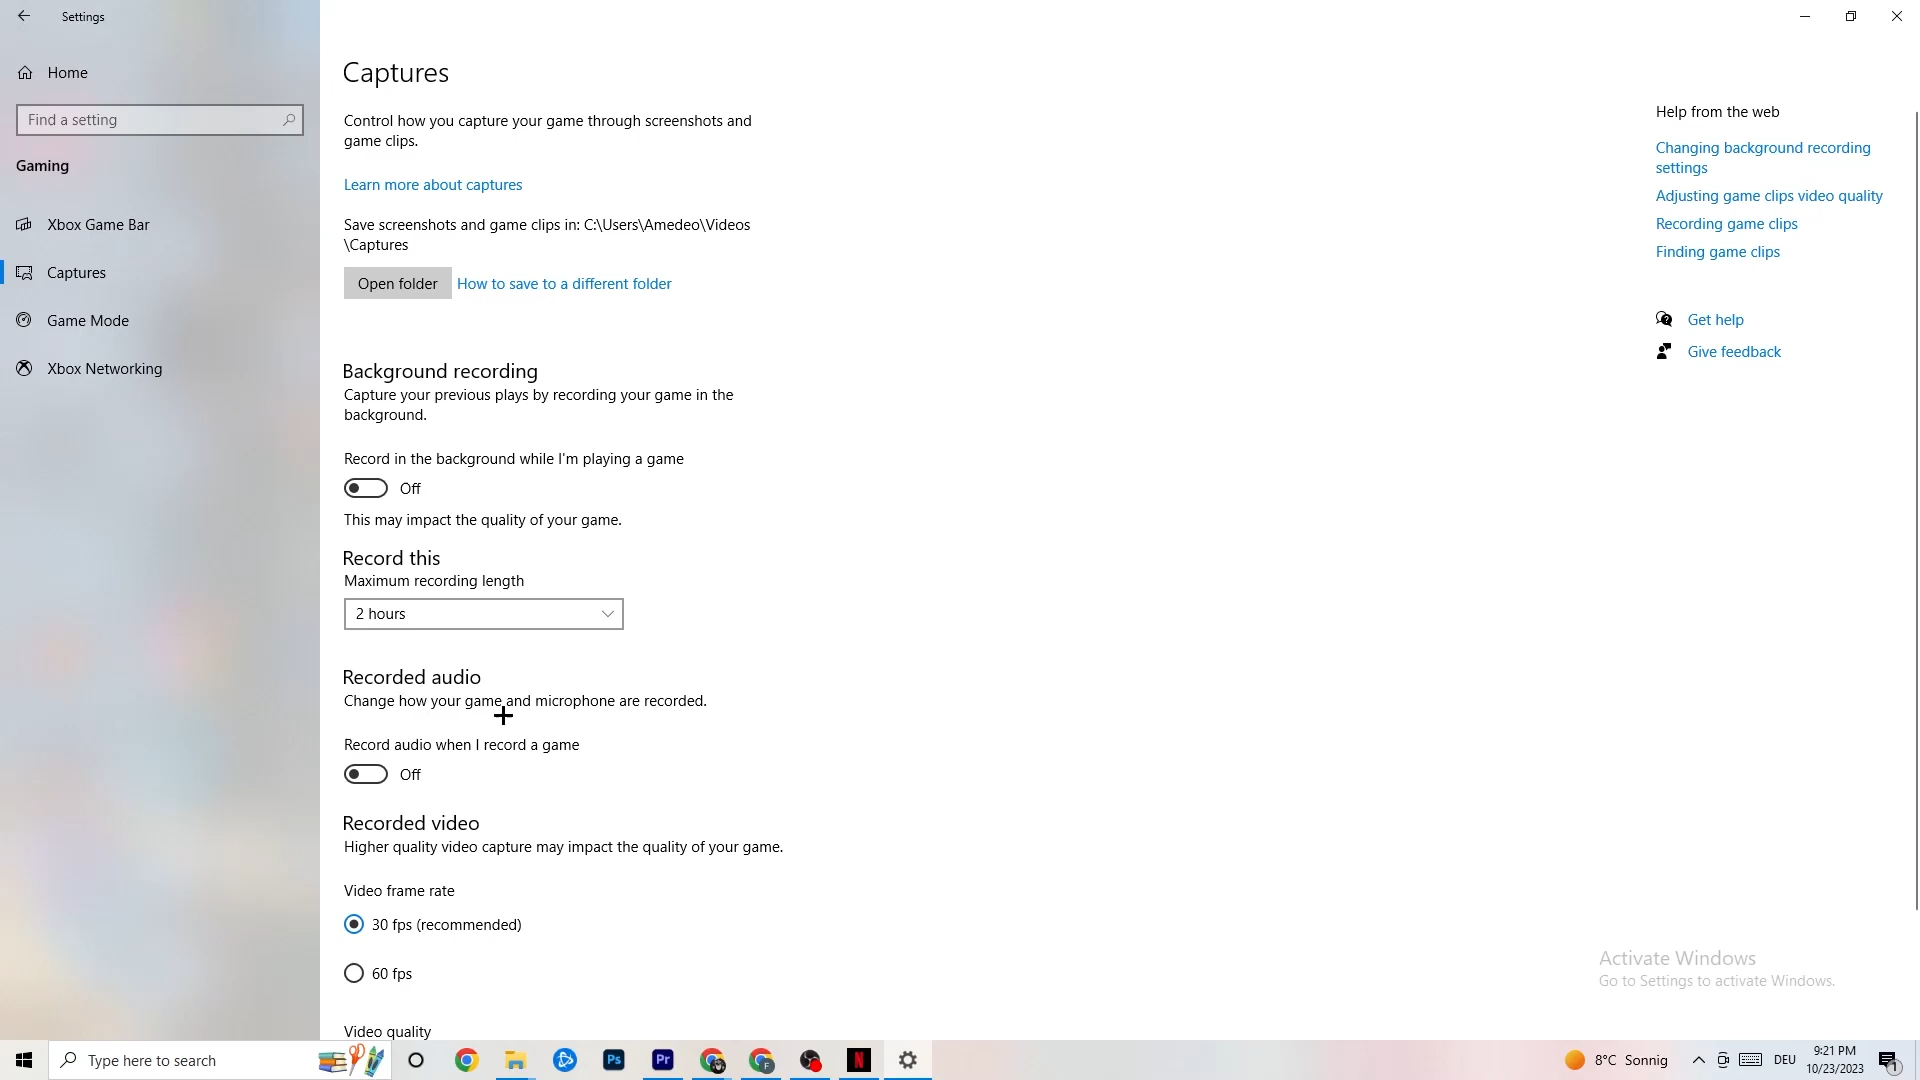 Settings
Home
Find a setting
Gaming
Xbox Game Bar
Captures
Game Mode
Xbox Networking
Captures
Control how you capture your game through screenshots and
game clips.
Learn more about captures
Save screenshots and game clips in: C:\Users\Amedeo\Videos
\Captures
Open folder How to save to a different folder
Background recording
Capture your previous plays by recording your game in the
background.
Record in the background while I'm playing a game
Off
This may impact the quality of your game.
Record this
Maximum recording length
2 hours
Recorded audio
Change how your game and microphone are recorded.
Record audio when I record a game
Off
Recorded video
Higher quality video capture may impact the quality of your game.
Video frame rate
30 fps (recommended)
60 fps
Video quality
Help from the web
Changing background recording
settings
Adjusting game clips video quality
Recording game clips
Finding game clips
Get help
Give feedback
Activate Windows
Go to Settings to activate Windows.
Type here to search
Ps
Pr
F
N
8°C Sonnig
DEU
9:21 PM
10/23/2023
1